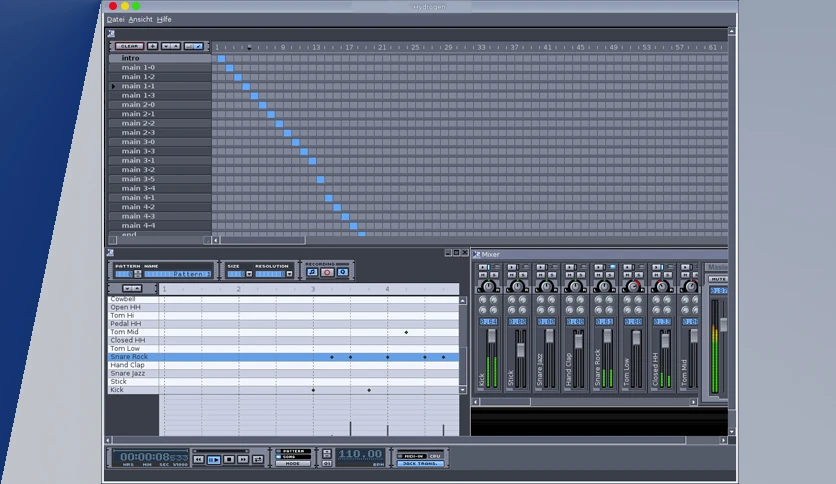 Hydrogen
Datei Ansicht Hilfe
CLEAR
1 5 9 13 17 21 25 29 33 37 41 45 49 53 57 61
intro
main 1-0
main 1-2
main 1-1
main 1-3
main 2-0
main 2-1
main 2-2
main 2-3
main 3-0
main 3-3
main 3-1
main 3-2
main 3-5
main 3-4
main 4-1
main 4-2
main 4-3
main 4-4
end
Mixer
PATTERN NAME
Pattern 1
SIZE
RESOLUTION
RECORDING
1 2 3 4
Cowbell
Open HH
Tom Hi
Pedal HH
Tom Mid
Closed HH
Tom Low
Snare Rock
Hand Clap
Snare Jazz
Stick
Kick
Master
MUTE
Kick
Stick
Snare Jazz
Hand Clap
Snare Rock
Tom Low
Closed HH
Tom Mid
00:00:08:533
HRS MIN SEC 1/1000
PATTERN
SONG
MODE
110.00
BPM
MIDI-IN CPU
JACK TRANS.